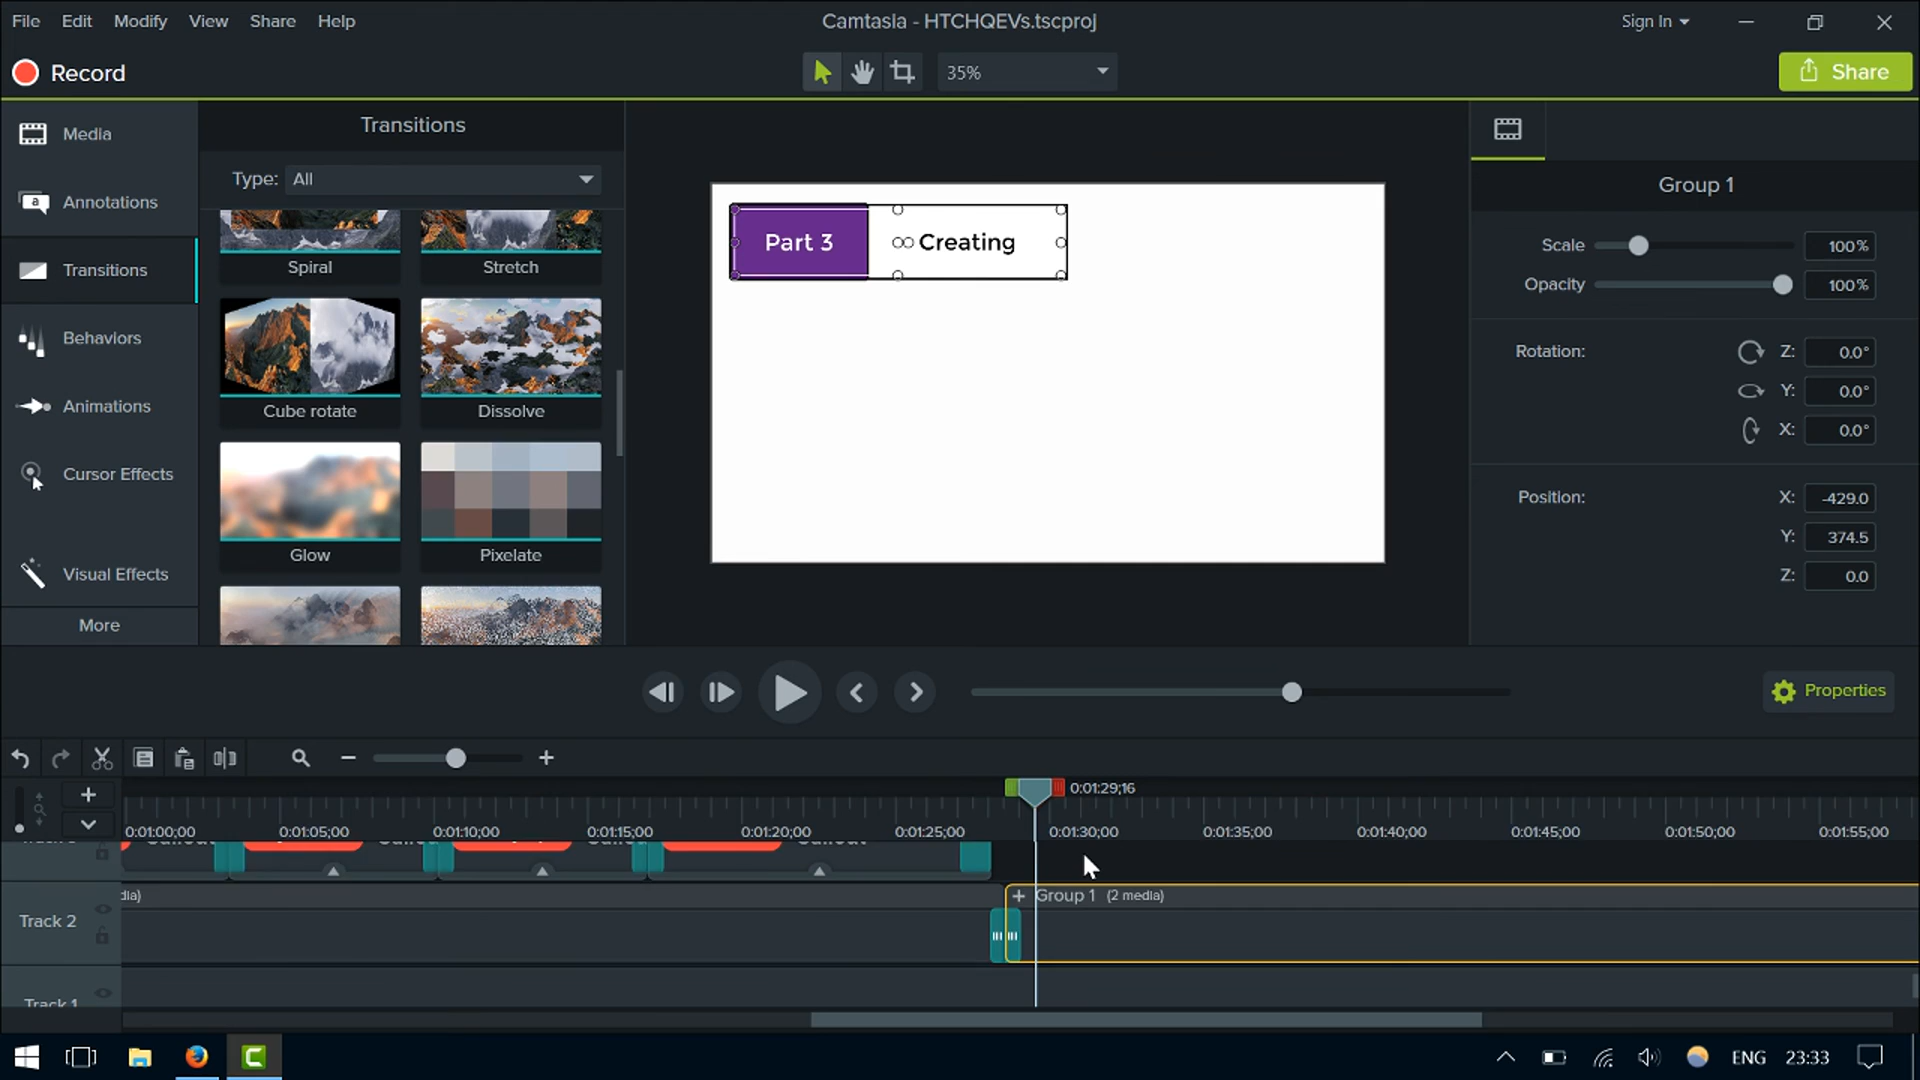 File Edit Modify View Share Help
Camtasia - HTCHQEVs.tscproj
Sign In
Record
35%
Share
Media
Annotations
Transitions
Behaviors
Animations
Cursor Effects
Visual Effects
More
Transitions
Type: All
Spiral
Stretch
Cube rotate
Dissolve
Glow
Pixelate
Part 3
Creating
Group 1
Scale 100%
Opacity 100%
Rotation: Z: 0.0°
Y: 0.0°
X: 0.0°
Position: X: -429.0
Y: 374.5
Z: 0.0
Properties
0:01:29;16
0:01:00;00 0:01:05;00 0:01:10;00 0:01:15;00 0:01:20;00 0:01:25;00 0:01:30;00 0:01:35;00 0:01:40;00 0:01:45;00 0:01:50;00 0:01:55;00
dia)
+ Group 1 (2 media)
Track 2
Track 1
ENG 23:33